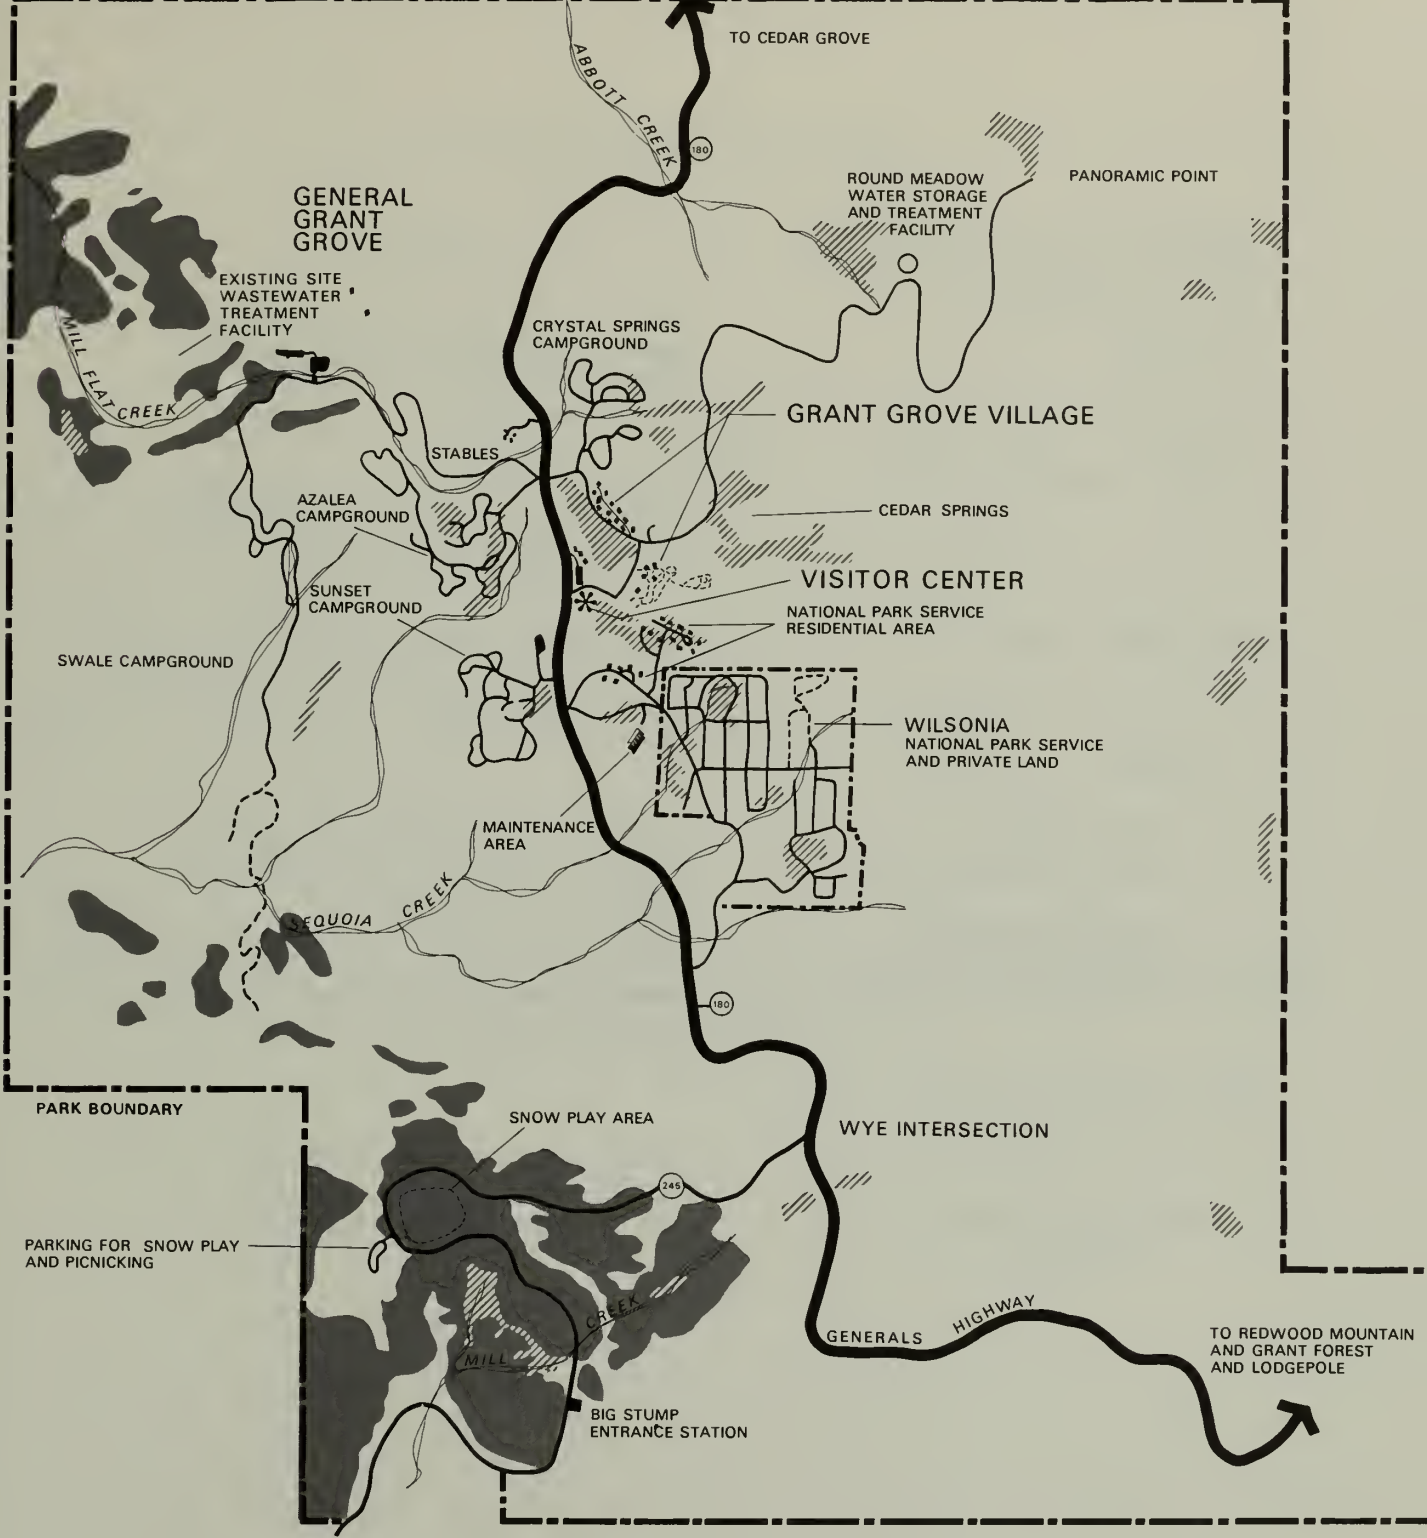 TO CEDAR GROVE
ABBOTT CREEK
180
ROUND MEADOW
WATER STORAGE
AND TREATMENT
FACILITY
PANORAMIC POINT
GENERAL
GRANT
GROVE
EXISTING SITE
WASTEWATER
TREATMENT
FACILITY
MILL FLAT CREEK
CRYSTAL SPRINGS
CAMPGROUND
GRANT GROVE VILLAGE
STABLES
AZALEA
CAMPGROUND
CEDAR SPRINGS
VISITOR CENTER
SUNSET
CAMPGROUND
NATIONAL PARK SERVICE
RESIDENTIAL AREA
SWALE CAMPGROUND
WILSONIA
NATIONAL PARK SERVICE
AND PRIVATE LAND
MAINTENANCE
AREA
SEQUOIA CREEK
180
PARK BOUNDARY
SNOW PLAY AREA
WYE INTERSECTION
245
PARKING FOR SNOW PLAY
AND PICNICKING
MILL CREEK
GENERALS HIGHWAY
TO REDWOOD MOUNTAIN
AND GRANT FOREST
AND LODGEPOLE
BIG STUMP
ENTRANCE STATION